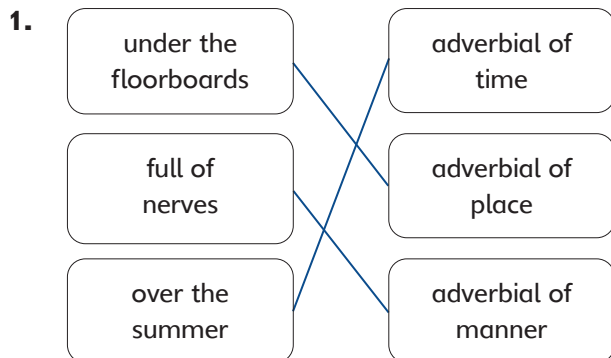 1.
under the
floorboards
adverbial of
time
full of
nerves
adverbial of
place
over the
summer
adverbial of
manner